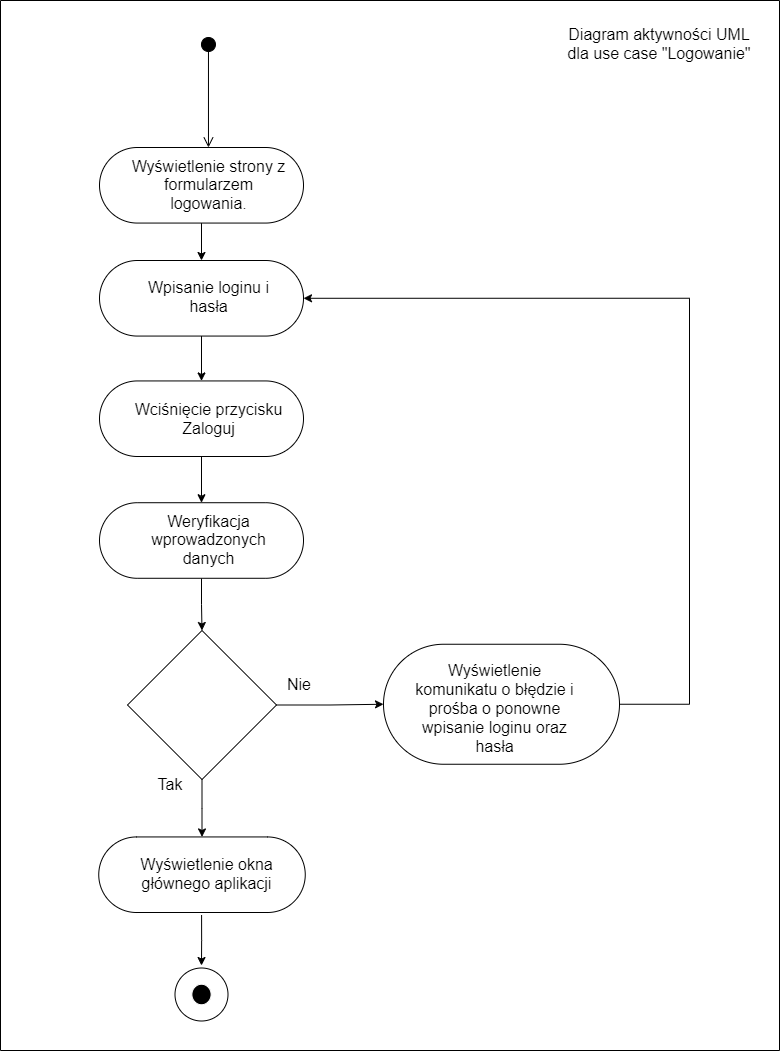 Diagram aktywności UML
dla use case "Logowanie"
Wyświetlenie strony z
formularzem
logowania.
Wpisanie loginu i
hasła
Wciśnięcie przycisku
Zaloguj
Weryfikacja
wprowadzonych
danych
Nie
Wyświetlenie
komunikatu o błędzie i
prośba o ponowne
wpisanie loginu oraz
hasła
Tak
Wyświetlenie okna
głównego aplikacji